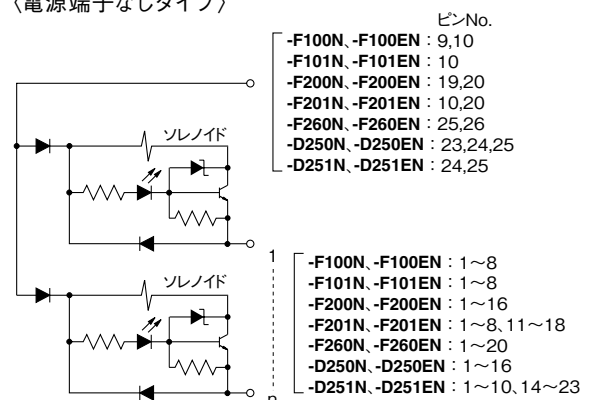 〈電源端子なしタイプ〉
ピンNo.
-F100N、-F100EN：9,10
-F101N、-F101EN：10
-F200N、-F200EN：19,20
-F201N、-F201EN：10,20
-F260N、-F260EN：25,26
-D250N、-D250EN：23,24,25
-D251N、-D251EN：24,25
ソレノイド
1
-F100N、-F100EN：1〜8
-F101N、-F101EN：1〜8
-F200N、-F200EN：1〜16
-F201N、-F201EN：1〜8、11〜18
-F260N、-F260EN：1〜20
-D250N、-D250EN：1〜16
-D251N、-D251EN：1〜10、14〜23
ソレノイド
n